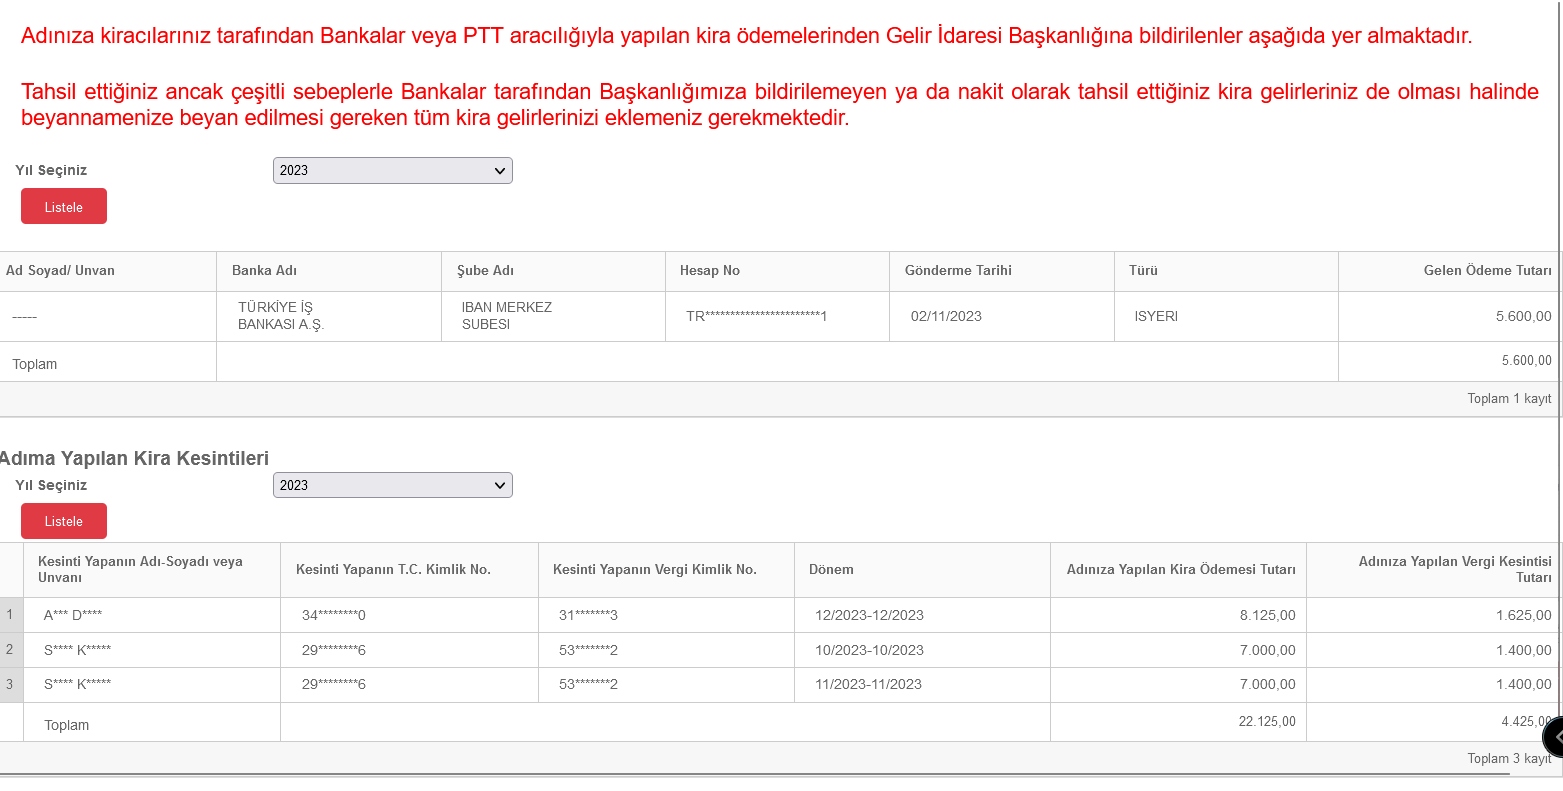 Adınıza kiracılarınız tarafından Bankalar veya PTT aracılığıyla yapılan kira ödemelerinden Gelir İdaresi Başkanlığına bildirilenler aşağıda yer almaktadır.
Tahsil ettiğiniz ancak çeşitli sebeplerle Bankalar tarafından Başkanlığımıza bildirilemeyen ya da nakit olarak tahsil ettiğiniz kira gelirleriniz de olması halinde
beyannamenize beyan edilmesi gereken tüm kira gelirlerinizi eklemeniz gerekmektedir.
Yıl Seçiniz 2023
Listele
Ad Soyad/ Unvan Banka Adı Şube Adı Hesap No Gönderme Tarihi Türü Gelen Ödeme Tutarı
----- TÜRKİYE İŞ BANKASI A.Ş. IBAN MERKEZ SUBESI TR***********************1 02/11/2023 ISYERI 5.600,00
Toplam 5.600,00
Toplam 1 kayıt
Adıma Yapılan Kira Kesintileri
Yıl Seçiniz 2023
Listele
Kesinti Yapanın Adı-Soyadı veya Unvanı Kesinti Yapanın T.C. Kimlik No. Kesinti Yapanın Vergi Kimlik No. Dönem Adınıza Yapılan Kira Ödemesi Tutarı Adınıza Yapılan Vergi Kesintisi Tutarı
1 A*** D**** 34********0 31*******3 12/2023-12/2023 8.125,00 1.625,00
2 S**** K***** 29********6 53*******2 10/2023-10/2023 7.000,00 1.400,00
3 S**** K***** 29********6 53*******2 11/2023-11/2023 7.000,00 1.400,00
Toplam 22.125,00 4.425,00
Toplam 3 kayıt